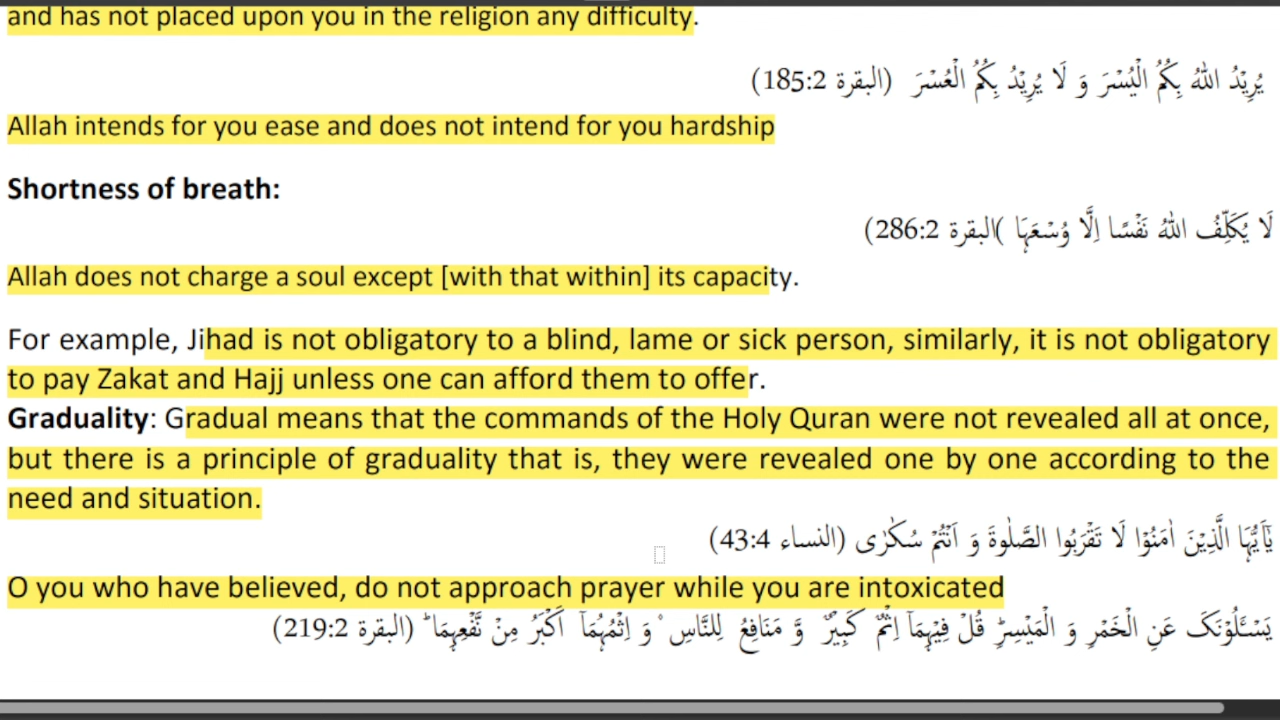 and has not placed upon you in the religion any difficulty.
یُرِیْدُ اللّٰهُ بِکُمُ الْیُسْرَ وَ لَا یُرِیْدُ بِکُمُ الْعُسْرَ (البقرة 185:2)
Allah intends for you ease and does not intend for you hardship
Shortness of breath:
لَا یُکَلِّفُ اللّٰهُ نَفْسًا اِلَّا وُسْعَہَا )البقرة 286:2)
Allah does not charge a soul except [with that within] its capacity.
For example, Jihad is not obligatory to a blind, lame or sick person, similarly, it is not obligatory
to pay Zakat and Hajj unless one can afford them to offer.
Graduality: Gradual means that the commands of the Holy Quran were not revealed all at once,
but there is a principle of graduality that is, they were revealed one by one according to the
need and situation.
یٰۤاَیُّہَا الَّذِیْنَ اٰمَنُوْا لَا تَقْرَبُوا الصَّلٰوةَ وَ اَنْتُمْ سُکٰرٰی (النساء 43:4)
O you who have believed, do not approach prayer while you are intoxicated
یَسْـَٔلُوْنَکَ عَنِ الْخَمْرِ وَ الْمَیْسِرِؕ قُلْ فِیْہِمَاۤ اِثْمٌ کَبِیْرٌ وَّ مَنَافِعُ لِلنَّاسِ۫ وَ اِثْمُہُمَاۤ اَکْبَرُ مِنْ نَّفْعِہِمَاؕ (البقرة 219:2)